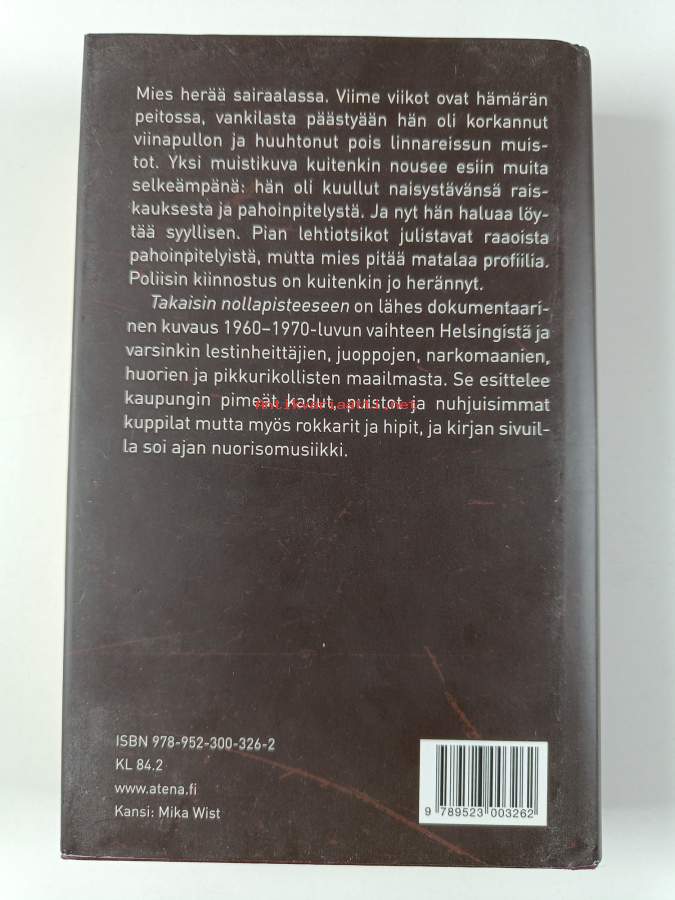 Mies herää sairaalassa. Viime viikot ovat hämärän
peitossa, vankilasta päästyään hän oli korkannut
viinapullon ja huuhtonut pois linnareissun muis-
tot. Yksi muistikuva kuitenkin nousee esiin muita
selkeämpänä: hän oli kuullut naisystävänsä rais-
kauksesta ja pahoinpitelystä. Ja nyt hän haluaa löy-
tää syyllisen. Pian lehtiotsikot julistavat raaoista
pahoinpitelyistä, mutta mies pitää matalaa profiilia.
Poliisin kiinnostus on kuitenkin jo herännyt.
Takaisin nollapisteeseen on lähes dokumentaari-
nen kuvaus 1960–1970-luvun vaihteen Helsingistä ja
varsinkin lestinheittäjien, juoppojen, narkomaanien,
huorien ja pikkurikollisten maailmasta. Se esittelee
kaupungin pimeät kadut, puistot ja nuhjuisimmat
antikvariaatti.net
kuppilat mutta myös rokkarit ja hipit, ja kirjan sivuil-
la soi ajan nuorisomusiikki.
ISBN 978-952-300-326-2
KL 84.2
www.atena.fi
Kansi: Mika Wist
9 789523 003262